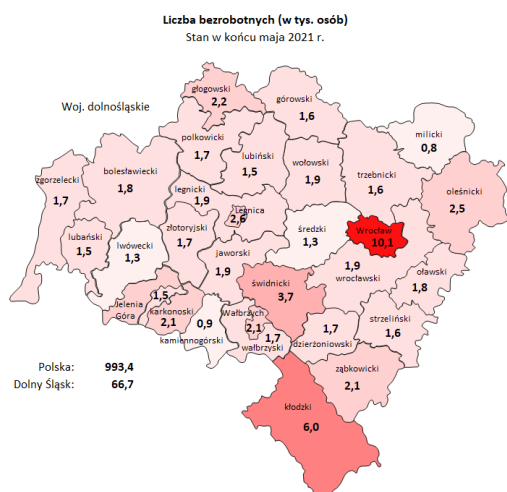 Liczba bezrobotnych (w tys. osób)
Stan w końcu maja 2021 r.
Woj. dolnośląskie
głogowski
2,2
górowski
1,6
milicki
0,8
polkowicki
1,7
lubiński
1,5
wołowski
1,9
trzebnicki
1,6
oleśnicki
2,5
zgorzelecki
1,7
bolesławiecki
1,8
legnicki
1,9
Legnica
2,6
lubański
1,5
lwówecki
1,3
złotoryjski
1,7
średzki
1,3
Wrocław
10,1
jaworski
1,9
1,9
wrocławski
oławski
1,8
świdnicki
3,7
Jelenia
Góra
1,5
karkonoski
2,1
kamiennogórski
0,9
Wałbrzych
2,1
1,7
wałbrzyski
1,7
dzierżoniowski
strzeliński
1,6
ząbkowicki
2,1
kłodzki
6,0
Polska: 993,4
Dolny Śląsk: 66,7